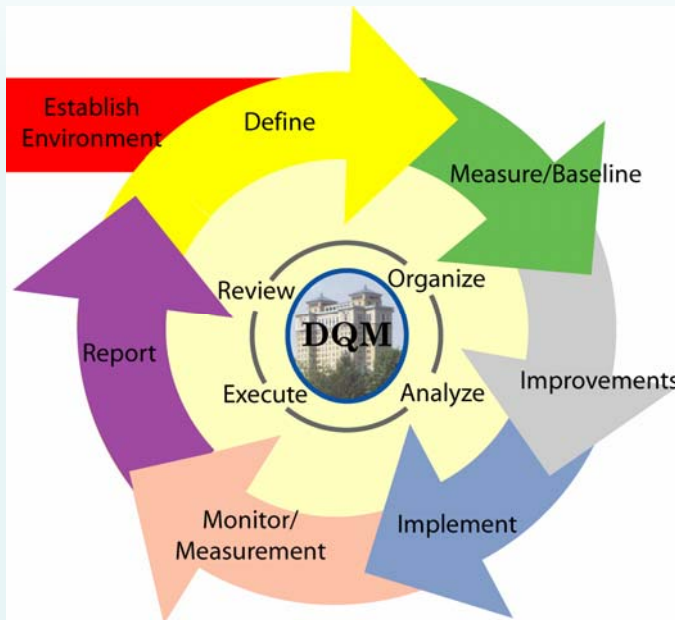 Establish
Environment
Define
Measure/Baseline
Review
Organize
DQM
Report
Improvements
Execute
Analyze
Implement
Monitor/
Measurement